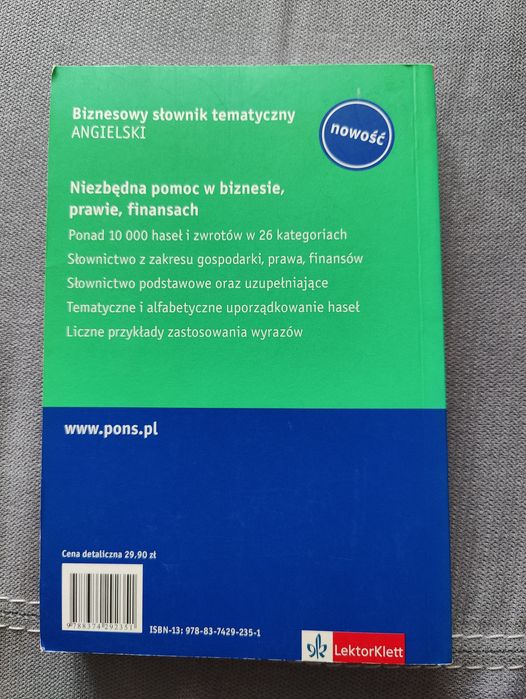 Biznesowy słownik tematyczny
ANGIELSKI
nowość
Niezbędna pomoc w biznesie,
prawie, finansach
Ponad 10 000 haseł i zwrotów w 26 kategoriach
Słownictwo z zakresu gospodarki, prawa, finansów
Słownictwo podstawowe oraz uzupełniające
Tematyczne i alfabetyczne uporządkowanie haseł
Liczne przykłady zastosowania wyrazów
www.pons.pl
Cena detaliczna 29,90 zł
9788374292351
ISBN-13: 978-83-7429-235-1
LektorKlett